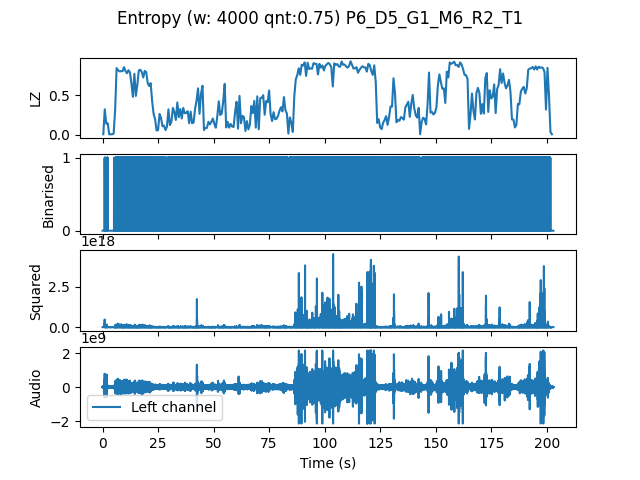 Entropy (w: 4000 qnt:0.75) P6_D5_G1_M6_R2_T1
LZ
0.5
0.0
Binarised
1
0
1e18
Squared
2.5
0.0
1e9
Audio
2
0
−2
Left channel
0 25 50 75 100 125 150 175 200
Time (s)